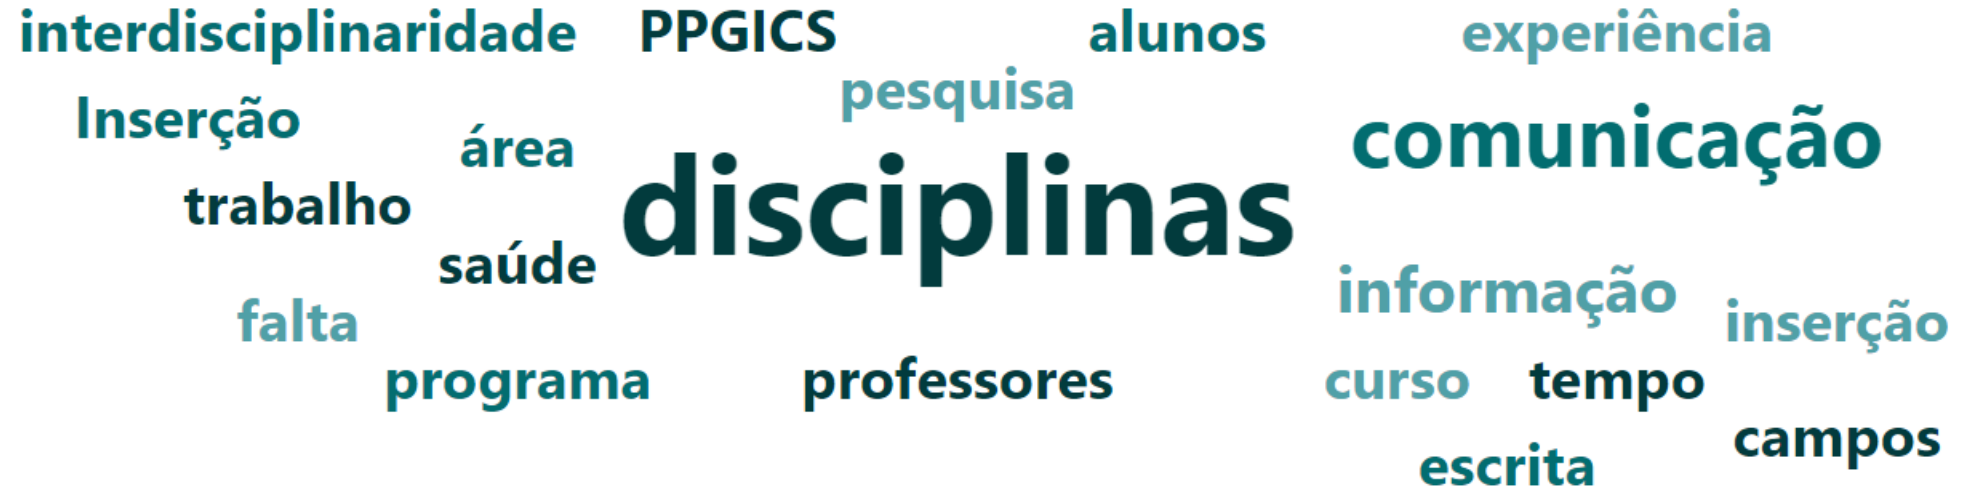 interdisciplinaridade PPGICS alunos experiência
pesquisa
Inserção
comunicação
área
trabalho
disciplinas
saúde
informação
falta
inserção
programa professores curso tempo
campos
escrita